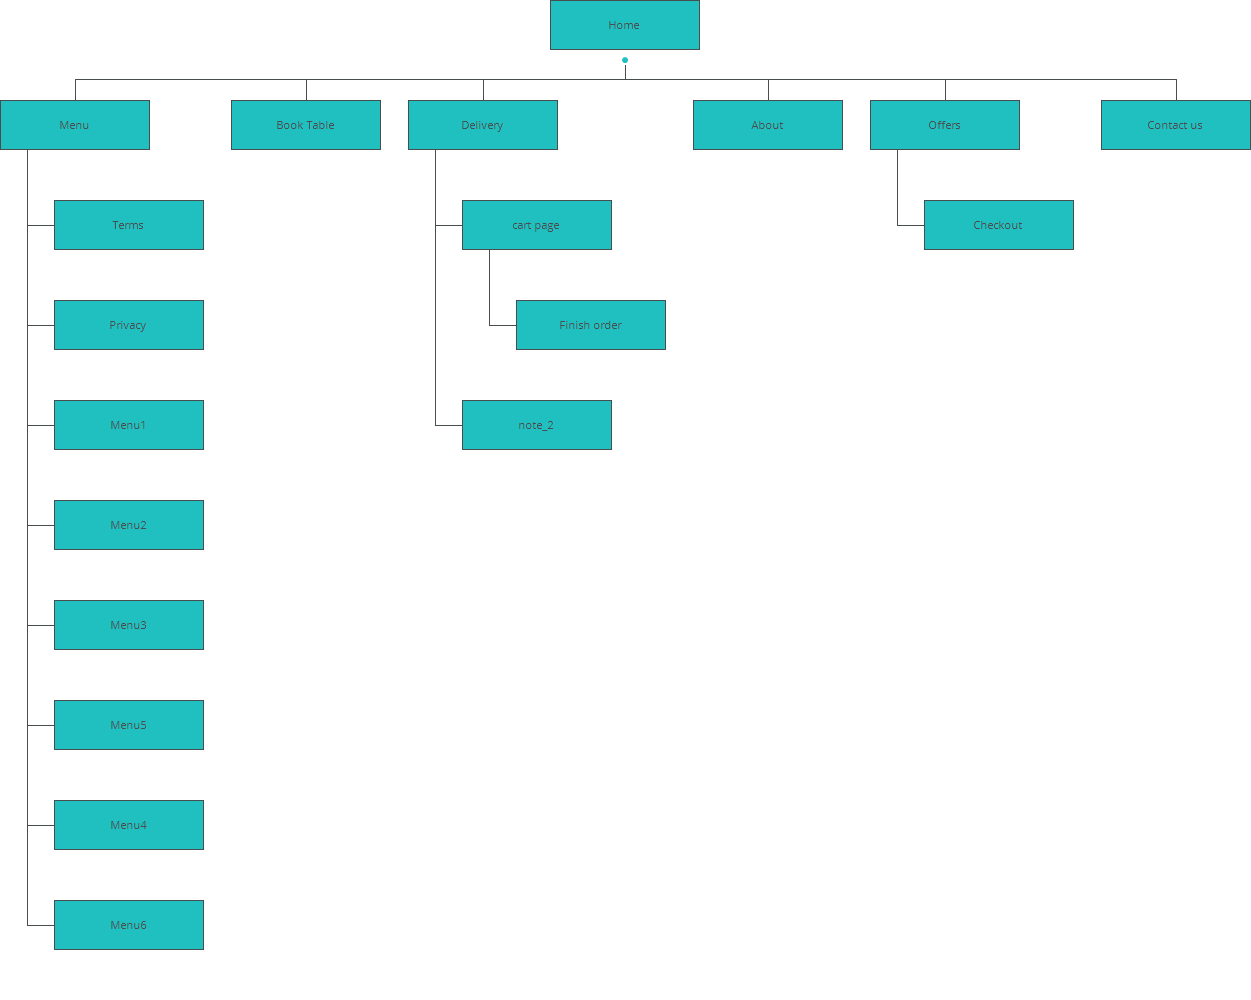 Home
Menu
Book Table
Delivery
About
Offers
Contact us
Terms
cart page
Checkout
Privacy
Finish order
Menu1
note_2
Menu2
Menu3
Menu5
Menu4
Menu6